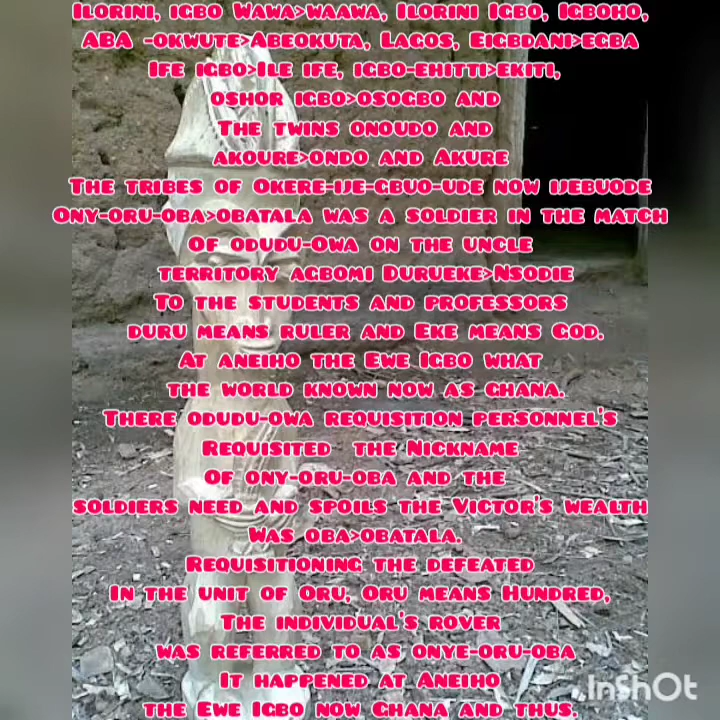 Ilorini, igbo Wawa>waawa, Ilorini Igbo, Igboho,
ABA -okwute>Abeokuta, Lagos, Eigbdani>egba
Ife igbo>Ile ife, igbo-ehitti>ekiti,
oshor igbo>osogbo and
The twins onoudo and
akoure>ondo and Akure
The tribes of Okere-ije-gbuo-ude now ijebuode
Ony-oru-oba>obatala was a soldier in the match
Of odudu-Owa on the uncle
territory agbomi Durueke>Nsodie
To the students and professors
duru means ruler and Eke means God.
At aneiho the Ewe Igbo what
the world known now as ghana.
There odudu-owa requisition personnel's
Requisited the Nickname
Of ony-oru-oba and the
soldiers need and spoils the Victor's wealth
Was oba>obatala.
Requisitioning the defeated
In the unit of Oru, Oru means Hundred,
The individual's rover
was referred to as onye-oru-oba
It happened at Aneiho
the Ewe Igbo now Ghana and thus.
InShOt